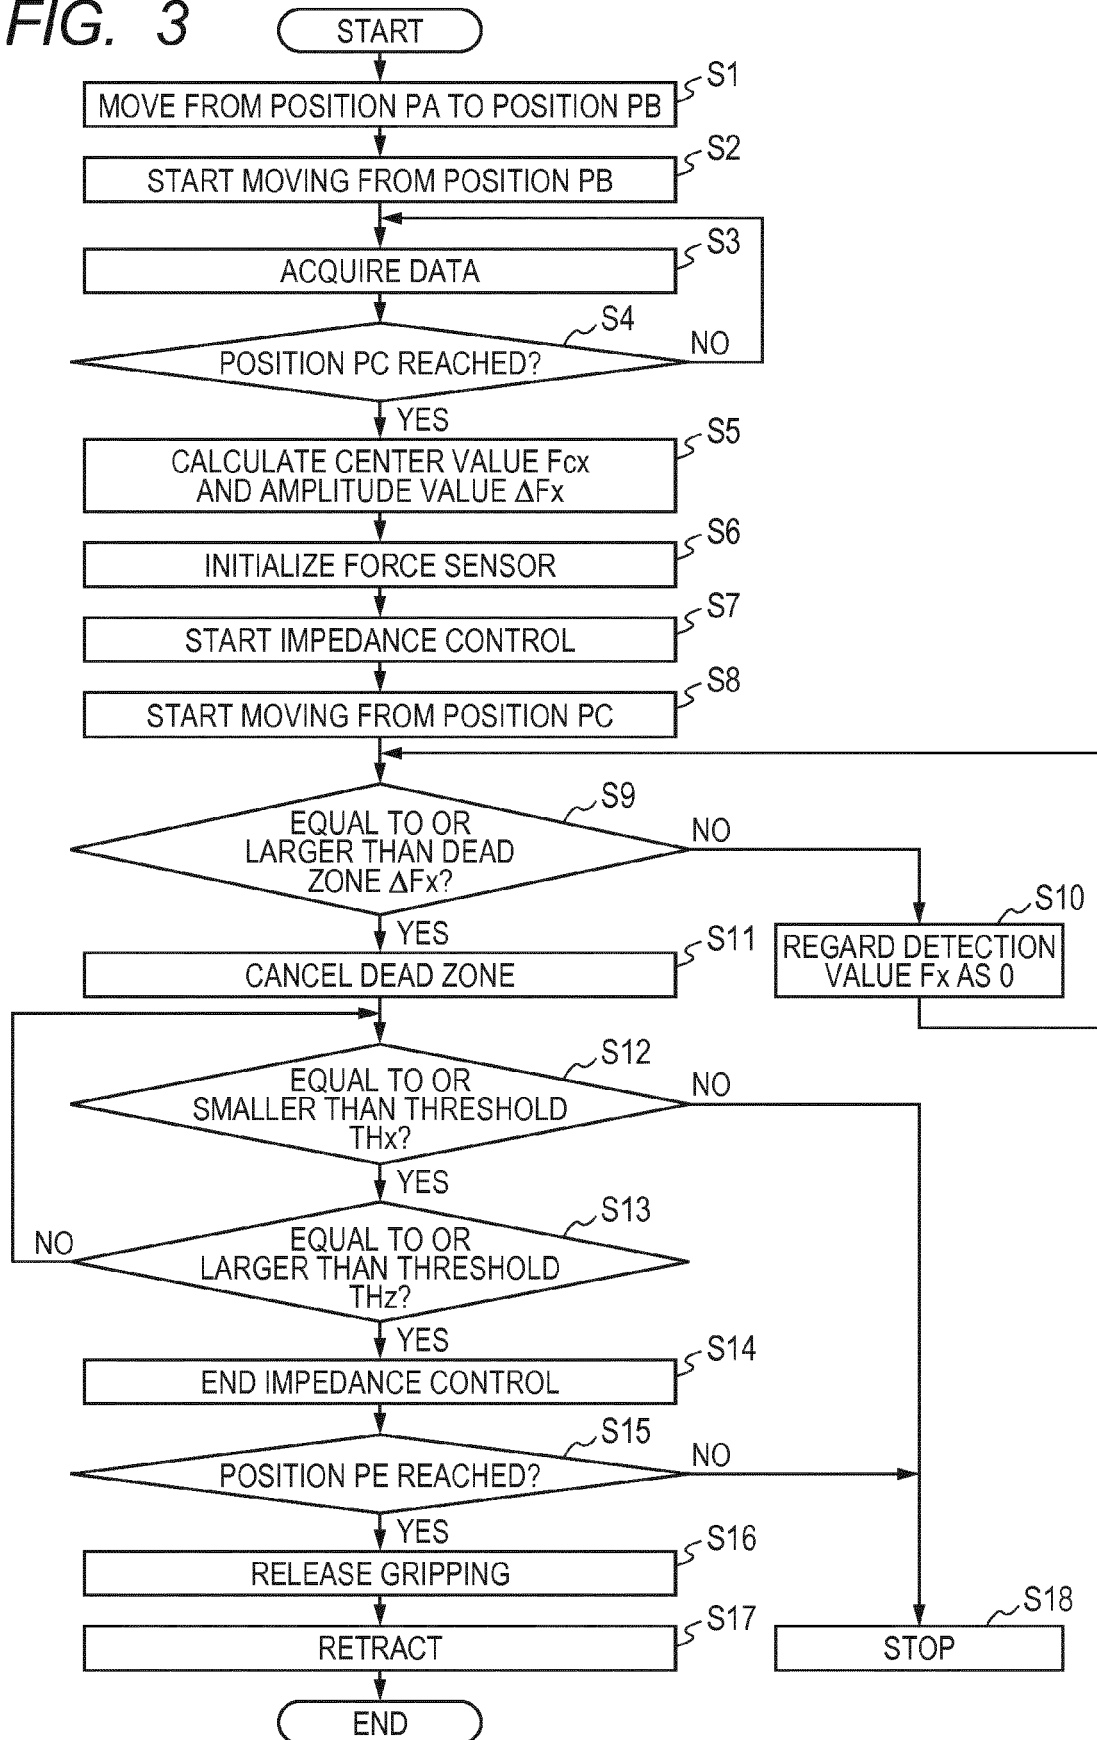 FIG. 3
START
S1
MOVE FROM POSITION PA TO POSITION PB
S2
START MOVING FROM POSITION PB
S3
ACQUIRE DATA
S4
POSITION PC REACHED?
NO
YES
S5
CALCULATE CENTER VALUE Fcx
AND AMPLITUDE VALUE ΔFx
S6
INITIALIZE FORCE SENSOR
S7
START IMPEDANCE CONTROL
S8
START MOVING FROM POSITION PC
S9
EQUAL TO OR
LARGER THAN DEAD
ZONE ΔFx?
NO
YES
S10
REGARD DETECTION
VALUE Fx AS 0
S11
CANCEL DEAD ZONE
S12
EQUAL TO OR
SMALLER THAN THRESHOLD
THx?
NO
YES
S13
EQUAL TO OR
LARGER THAN THRESHOLD
THz?
NO
YES
S14
END IMPEDANCE CONTROL
S15
POSITION PE REACHED?
NO
YES
S16
RELEASE GRIPPING
S17
RETRACT
S18
STOP
END